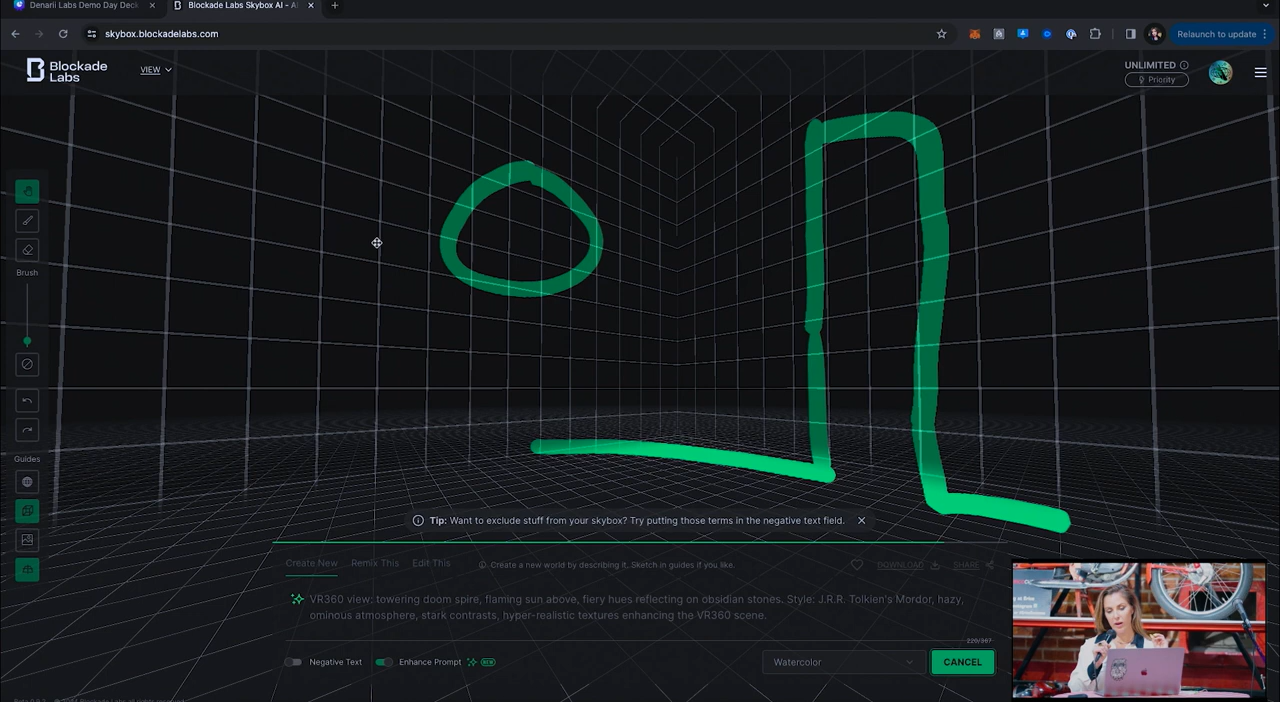 Denarii Labs Demo Day Deck
Blockade Labs Skybox AI - A
skybox.blockadelabs.com
Relaunch to update
Blockade
Labs
VIEW
UNLIMITED
Priority
Brush
Guides
Tip: Want to exclude stuff from your skybox? Try putting those terms in the negative text field.
Create New
Remix This
Edit This
Create a new world by describing it. Sketch in guides if you like.
DOWNLOAD
SHARE
VR360 view: towering doom spire, flaming sun above, fiery hues reflecting on obsidian stones. Style: J.R.R. Tolkien's Mordor, hazy,
ominous atmosphere, stark contrasts, hyper-realistic textures enhancing the VR360 scene.
220/367
Negative Text
Enhance Prompt
NEW
Watercolor
CANCEL